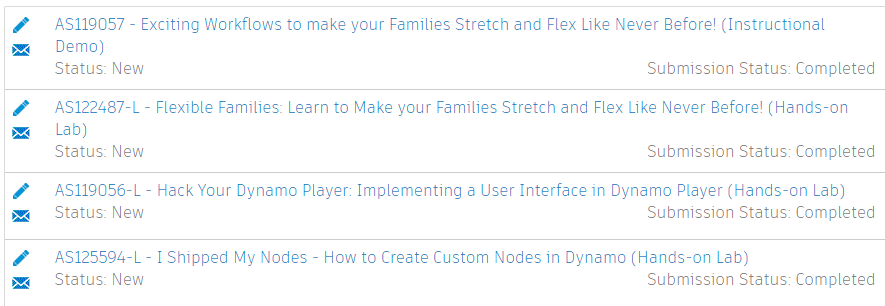 AS119057 - Exciting Workflows to make your Families Stretch and Flex Like Never Before! (Instructional
Demo)
Status: New Submission Status: Completed
AS122487-L - Flexible Families: Learn to Make your Families Stretch and Flex Like Never Before! (Hands-on
Lab)
Status: New Submission Status: Completed
AS119056-L - Hack Your Dynamo Player: Implementing a User Interface in Dynamo Player (Hands-on Lab)
Status: New Submission Status: Completed
AS125594-L - I Shipped My Nodes - How to Create Custom Nodes in Dynamo (Hands-on Lab)
Status: New Submission Status: Completed